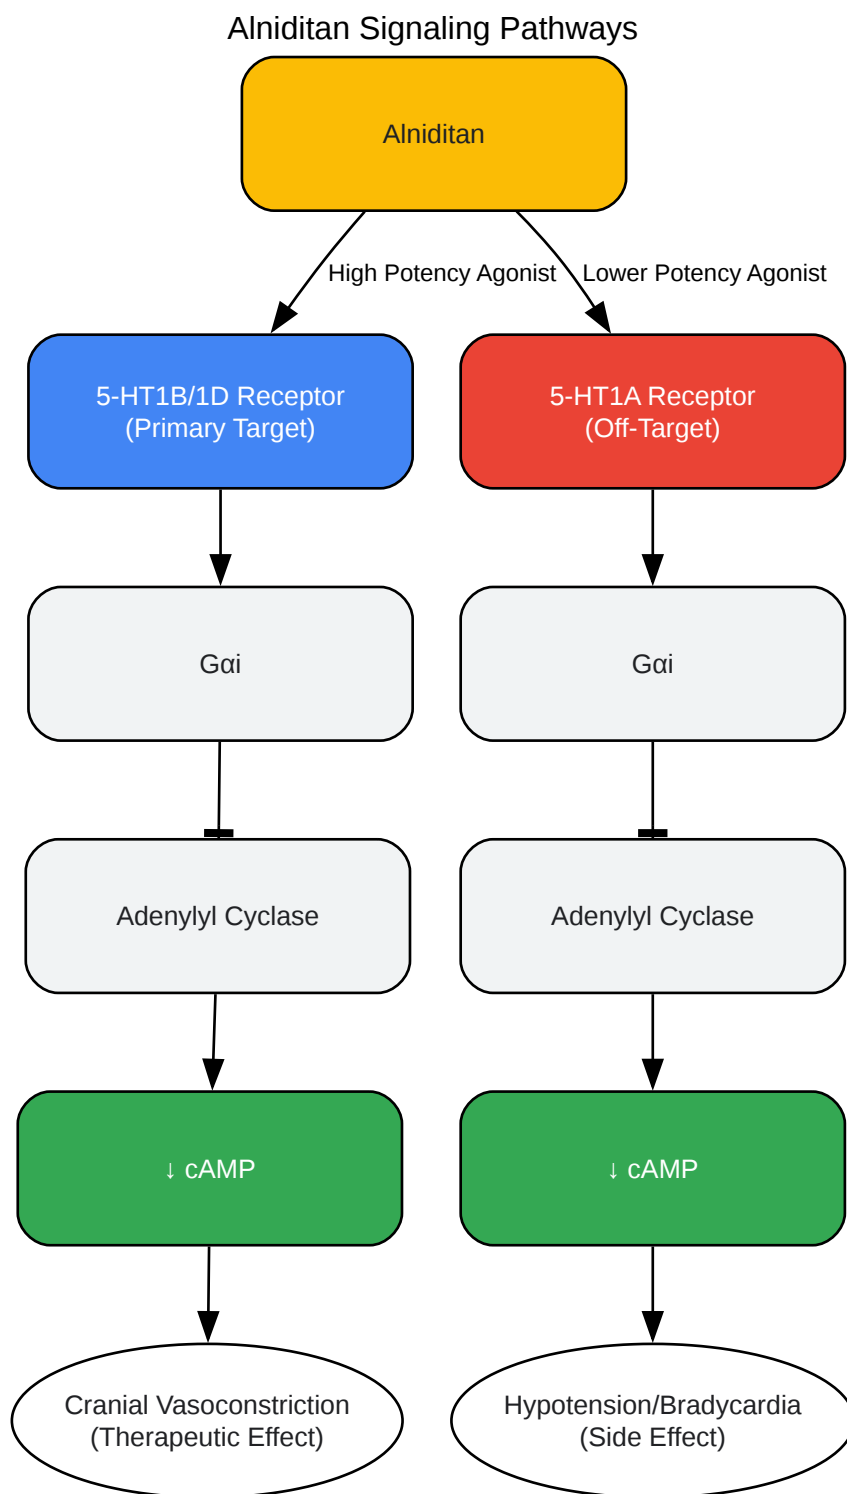 Alniditan Signaling Pathways
Alniditan
High Potency Agonist
Lower Potency Agonist
5-HT1B/1D Receptor
(Primary Target)
5-HT1A Receptor
(Off-Target)
Gαi
Gαi
Adenylyl Cyclase
Adenylyl Cyclase
↓ cAMP
↓ cAMP
Cranial Vasoconstriction
(Therapeutic Effect)
Hypotension/Bradycardia
(Side Effect)